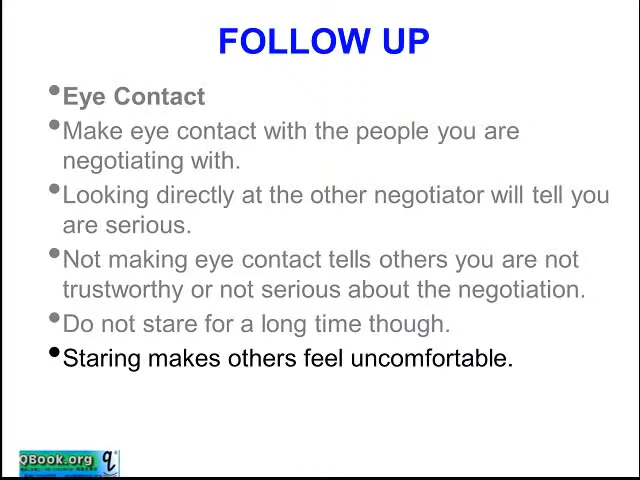 FOLLOW UP
•Eye Contact
•Make eye contact with the people you are
negotiating with.
•Looking directly at the other negotiator will tell you
are serious.
•Not making eye contact tells others you are not
trustworthy or not serious about the negotiation.
•Do not stare for a long time though.
•Staring makes others feel uncomfortable.
QBook.org q